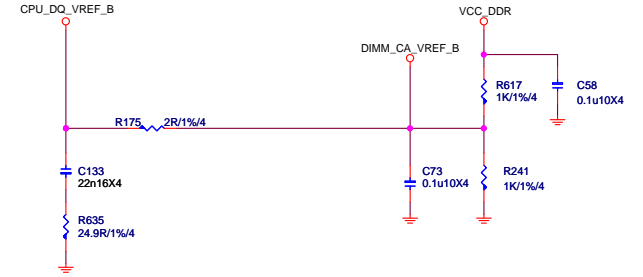 CPU_DQ_VREF_B
VCC_DDR
DIMM_CA_VREF_B
R617
1K/1%/4
C58
0.1u10X4
R175
2R/1%/4
C133
22n16X4
C73
0.1u10X4
R241
1K/1%/4
R635
24.9R/1%/4